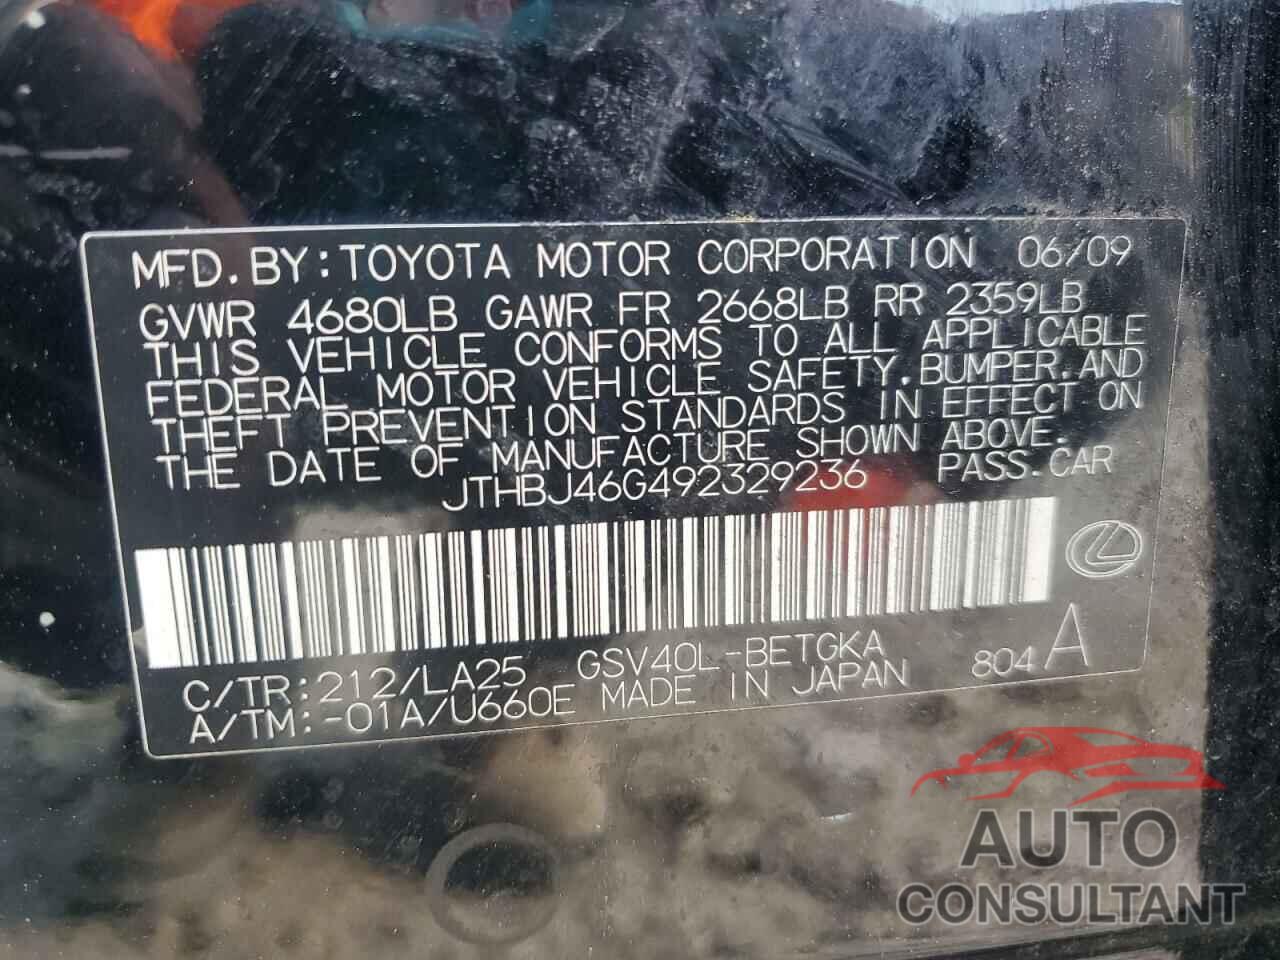 MFD.BY:TOYOTA MOTOR CORPORATION 06/09
GVWR 4680LB GAWR FR 2668LB RR 2359LB
THIS VEHICLE CONFORMS TO ALL APPLICABLE
FEDERAL MOTOR VEHICLE SAFETY.BUMPER.AND
THEFT PREVENTION STANDARDS IN EFFECT ON
THE DATE OF MANUFACTURE SHOWN ABOVE.
JTHBJ46G492329236 PASS.CAR
C/TR:212/LA25 GSV40L-BETGKA
A/TM:-01A/U660E MADE IN JAPAN 804 A
AUTO
CONSULTANT